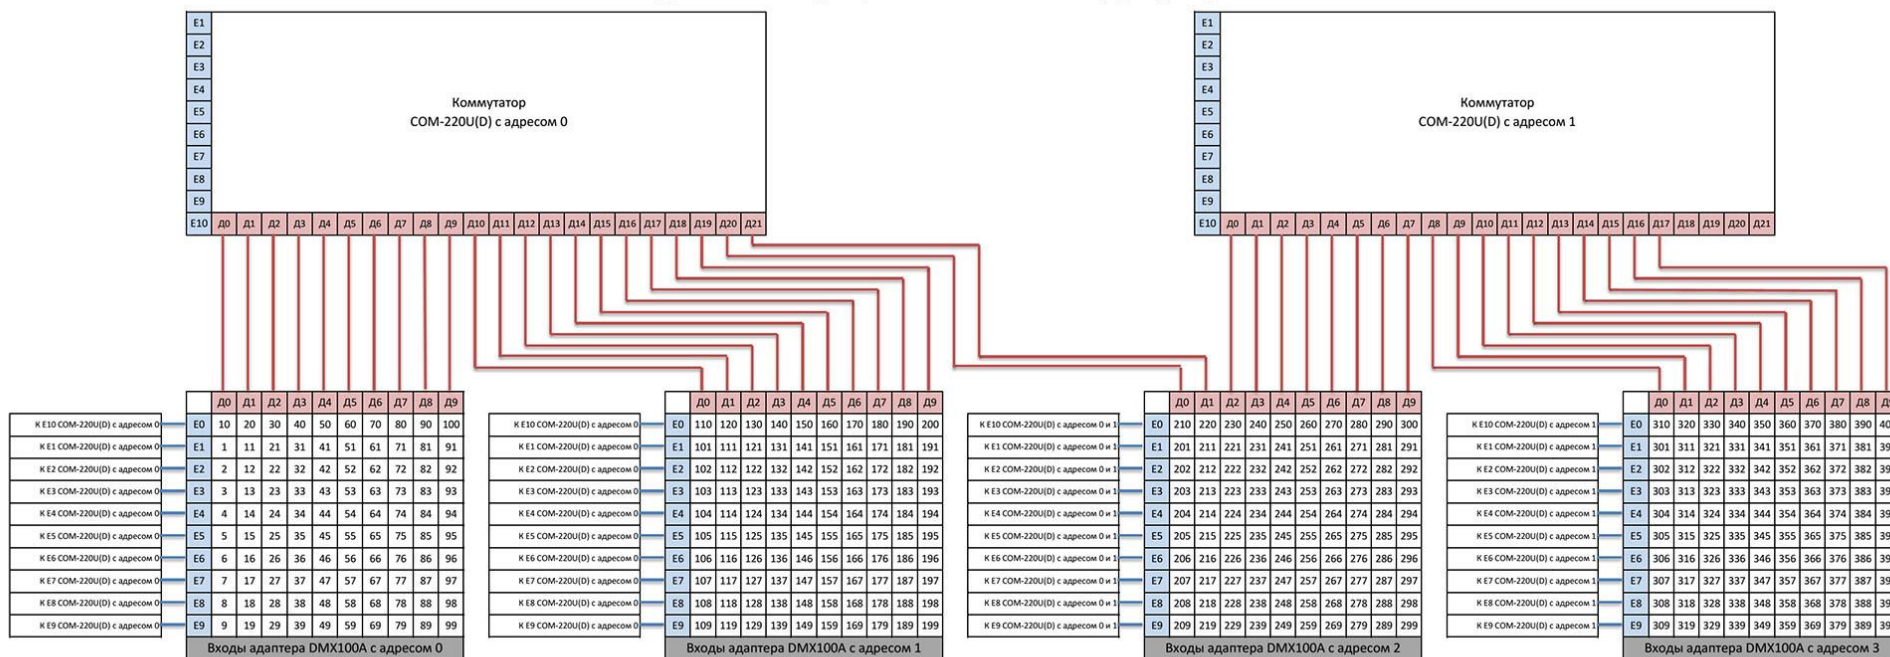 E1 E1
E2 E2
E3 E3
E4 E4
Коммутатор Коммутатор
E5 COM-220U(D) с адресом 0 E5 COM-220U(D) с адресом 1
E6 E6
E7 E7
E8 E8
E9 E9
E10 Д0 Д1 Д2 Д3 Д4 Д5 Д6 Д7 Д8 Д9 Д10 Д11 Д12 Д13 Д14 Д15 Д16 Д17 Д18 Д19 Д20 Д21 E10 Д0 Д1 Д2 Д3 Д4 Д5 Д6 Д7 Д8 Д9 Д10 Д11 Д12 Д13 Д14 Д15 Д16 Д17 Д18 Д19 Д20 Д21
Д0 Д1 Д2 Д3 Д4 Д5 Д6 Д7 Д8 Д9
К E10 COM-220U(D) с адресом 0 E0 10 20 30 40 50 60 70 80 90 100
К E1 COM-220U(D) с адресом 0 E1 1 11 21 31 41 51 61 71 81 91
К E2 COM-220U(D) с адресом 0 E2 2 12 22 32 42 52 62 72 82 92
К E3 COM-220U(D) с адресом 0 E3 3 13 23 33 43 53 63 73 83 93
К E4 COM-220U(D) с адресом 0 E4 4 14 24 34 44 54 64 74 84 94
К E5 COM-220U(D) с адресом 0 E5 5 15 25 35 45 55 65 75 85 95
К E6 COM-220U(D) с адресом 0 E6 6 16 26 36 46 56 66 76 86 96
К E7 COM-220U(D) с адресом 0 E7 7 17 27 37 47 57 67 77 87 97
К E8 COM-220U(D) с адресом 0 E8 8 18 28 38 48 58 68 78 88 98
К E9 COM-220U(D) с адресом 0 E9 9 19 29 39 49 59 69 79 89 99
Входы адаптера DMX100A с адресом 0
Д0 Д1 Д2 Д3 Д4 Д5 Д6 Д7 Д8 Д9
К E10 COM-220U(D) с адресом 0 E0 110 120 130 140 150 160 170 180 190 200
К E1 COM-220U(D) с адресом 0 E1 101 111 121 131 141 151 161 171 181 191
К E2 COM-220U(D) с адресом 0 E2 102 112 122 132 142 152 162 172 182 192
К E3 COM-220U(D) с адресом 0 E3 103 113 123 133 143 153 163 173 183 193
К E4 COM-220U(D) с адресом 0 E4 104 114 124 134 144 154 164 174 184 194
К E5 COM-220U(D) с адресом 0 E5 105 115 125 135 145 155 165 175 185 195
К E6 COM-220U(D) с адресом 0 E6 106 116 126 136 146 156 166 176 186 196
К E7 COM-220U(D) с адресом 0 E7 107 117 127 137 147 157 167 177 187 197
К E8 COM-220U(D) с адресом 0 E8 108 118 128 138 148 158 168 178 188 198
К E9 COM-220U(D) с адресом 0 E9 109 119 129 139 149 159 169 179 189 199
Входы адаптера DMX100A с адресом 1
Д0 Д1 Д2 Д3 Д4 Д5 Д6 Д7 Д8 Д9
К E10 COM-220U(D) с адресом 0 и 1 E0 210 220 230 240 250 260 270 280 290 300
К E1 COM-220U(D) с адресом 0 и 1 E1 201 211 221 231 241 251 261 271 281 291
К E2 COM-220U(D) с адресом 0 и 1 E2 202 212 222 232 242 252 262 272 282 292
К E3 COM-220U(D) с адресом 0 и 1 E3 203 213 223 233 243 253 263 274 283 293
К E4 COM-220U(D) с адресом 0 и 1 E4 204 214 224 234 244 254 264 274 284 294
К E5 COM-220U(D) с адресом 0 и 1 E5 205 215 225 235 245 255 265 275 285 295
К E6 COM-220U(D) с адресом 0 и 1 E6 206 216 226 236 246 256 266 276 286 296
К E7 COM-220U(D) с адресом 0 и 1 E7 207 217 227 237 247 257 267 277 287 297
К E8 COM-220U(D) с адресом 0 и 1 E8 208 218 228 238 248 258 268 278 288 298
К E9 COM-220U(D) с адресом 0 и 1 E9 209 219 229 239 249 259 269 279 289 299
Входы адаптера DMX100A с адресом 2
Д0 Д1 Д2 Д3 Д4 Д5 Д6 Д7 Д8
К E10 COM-220U(D) с адресом 1 E0 310 320 330 340 350 360 370 380 390 40
К E1 COM-220U(D) с адресом 1 E1 301 311 321 331 341 351 361 371 381 39
К E2 COM-220U(D) с адресом 1 E2 302 312 322 332 342 352 362 372 382 39
К E3 COM-220U(D) с адресом 1 E3 303 313 323 333 343 353 363 373 383 39
К E4 COM-220U(D) с адресом 1 E4 304 314 324 334 344 354 364 374 384 39
К E5 COM-220U(D) с адресом 1 E5 305 315 325 335 345 355 365 375 385 39
К E6 COM-220U(D) с адресом 1 E6 306 316 326 336 346 356 366 376 386 39
К E7 COM-220U(D) с адресом 1 E7 307 317 327 337 347 357 367 377 387 39
К E8 COM-220U(D) с адресом 1 E8 308 318 328 338 348 358 368 378 388 39
К E9 COM-220U(D) с адресом 1 E9 309 319 329 339 349 359 369 379 389 39
Входы адаптера DMX100A с адресом 3